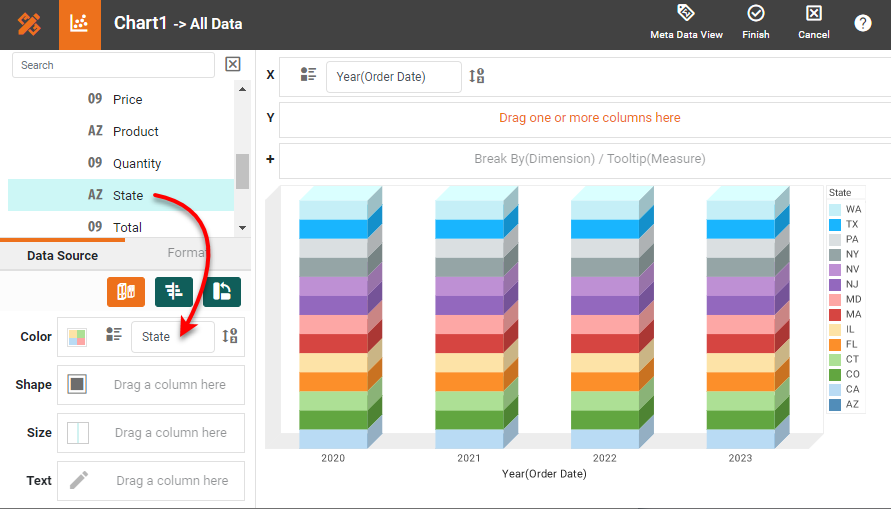 Chart1 -> All Data
Meta Data View
Finish
Cancel
?
Search
09 Price
AZ Product
09 Quantity
AZ State
09 Total
Data Source
Format
Color
State
Shape
Drag a column here
Size
Drag a column here
Text
Drag a column here
X
Year(Order Date)
Y
Drag one or more columns here
+
Break By(Dimension) / Tooltip(Measure)
State
WA
TX
PA
NY
NV
NJ
MD
MA
IL
FL
CT
CO
CA
AZ
2020 2021 2022 2023
Year(Order Date)